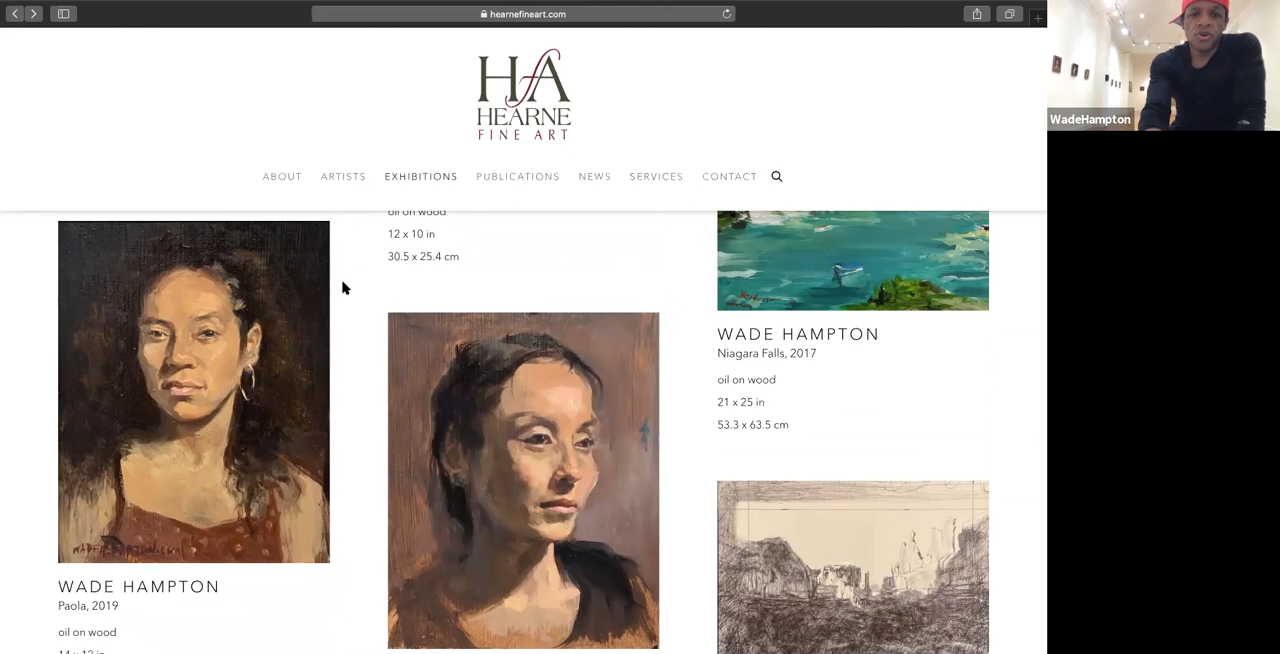 hearnefineart.com
HfA
HEARNE
FINE ART
WadeHampton
ABOUT ARTISTS EXHIBITIONS PUBLICATIONS NEWS SERVICES CONTACT
oil on wood
12 x 10 in
30.5 x 25.4 cm
WADE HAMPTON
Niagara Falls, 2017
oil on wood
21 x 25 in
53.3 x 63.5 cm
WADE HAMPTON
Paola, 2019
oil on wood